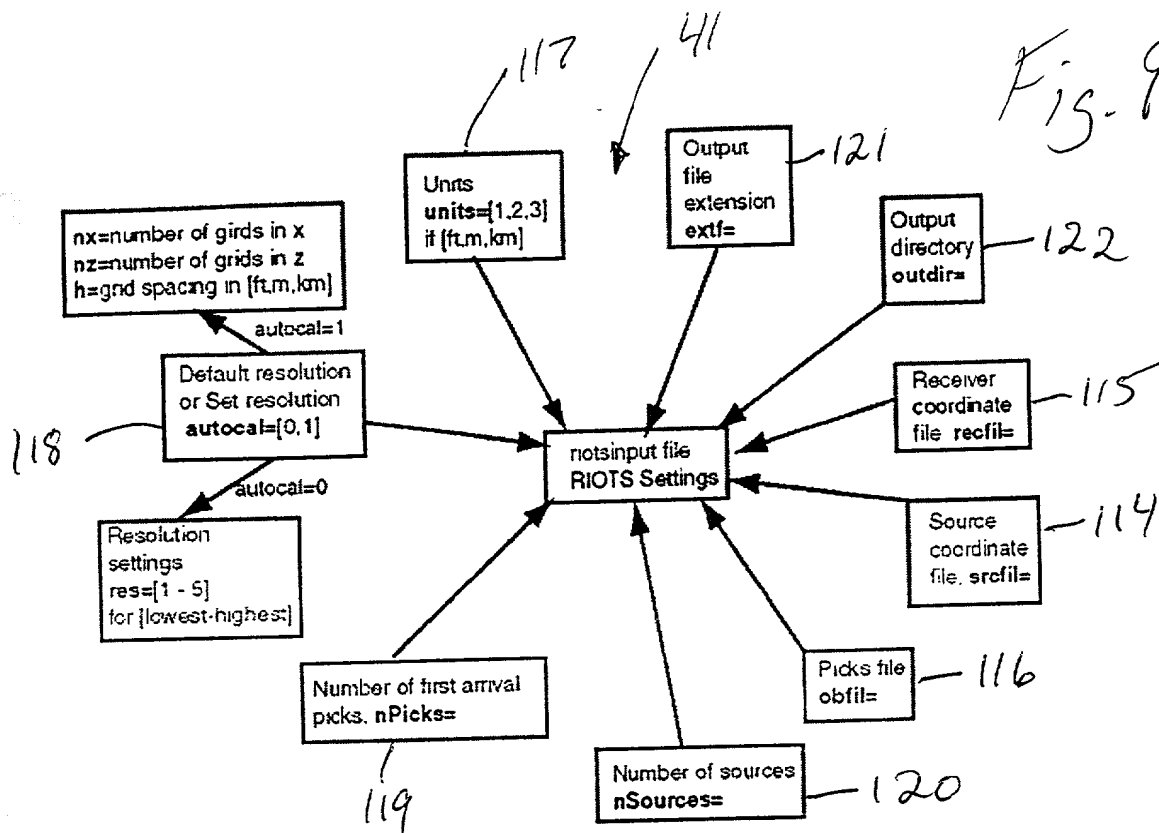 117
41
Fig. 9
Units
units=[1,2,3]
if [ft,m,km]
Output
file
extension
extf=
121
Output
directory
outdir=
122
nx=number of girds in x
nz=number of grids in z
h=grid spacing in [ft,m,km]
autocal=1
Default resolution
or Set resolution
autocal=[0,1]
118
autocal=0
Resolution
settings
res=[1 - 5]
for [lowest-highest]
riotsinput file
RIOTS Settings
Receiver
coordinate
file recfil=
115
Source
coordinate
file. srcfil=
114
Picks file
obfil=
116
Number of first arrival
picks. nPicks=
119
Number of sources
nSources=
120